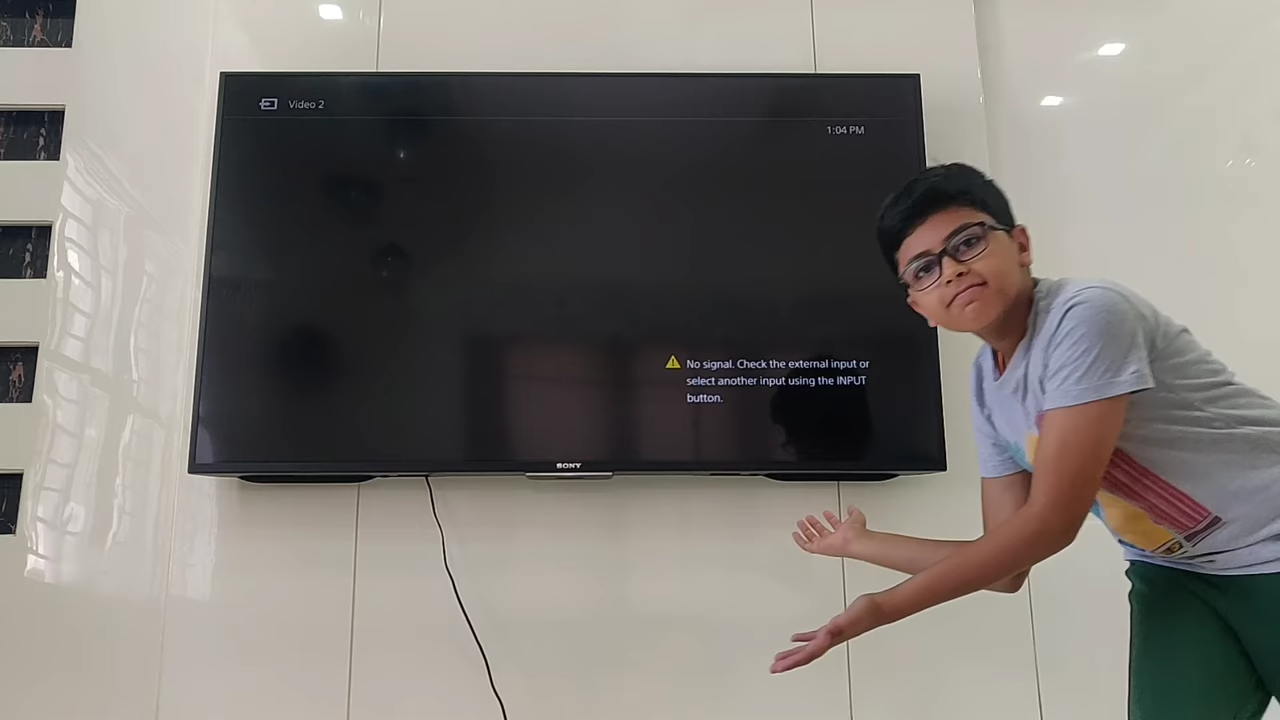 Video 2
1:04 PM
No signal. Check the external input or
select another input using the INPUT
button.
SONY